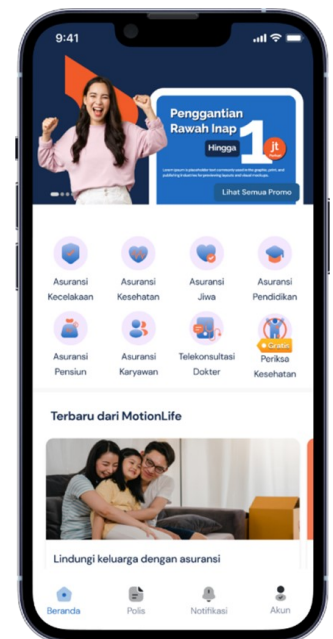 9:41
Penggantian
Rawah Inap
Hingga
1
jt
Lihat Semua Promo
Asuransi
Kecelakaan
Asuransi
Kesehatan
Asuransi
Jiwa
Asuransi
Pendidikan
Asuransi
Pensiun
Asuransi
Karyawan
Telekonsultasi
Dokter
Gratis
Periksa
Kesehatan
Terbaru dari MotionLife
Lindungi keluarga dengan asuransi
Beranda
Polis
Notifikasi
Akun